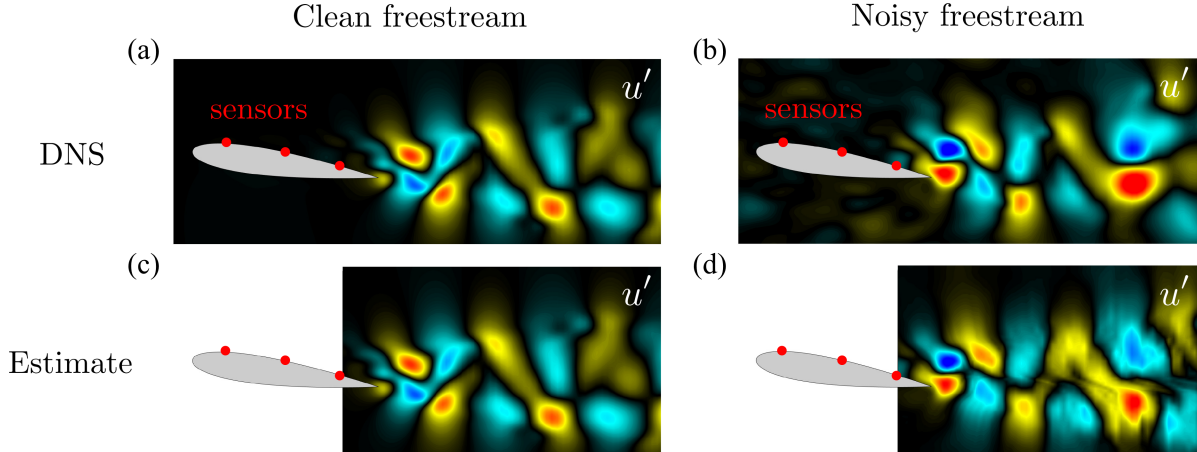 Clean freestream
Noisy freestream
(a)
(b)
u′
u′
sensors
sensors
DNS
(c)
(d)
u′
u′
Estimate